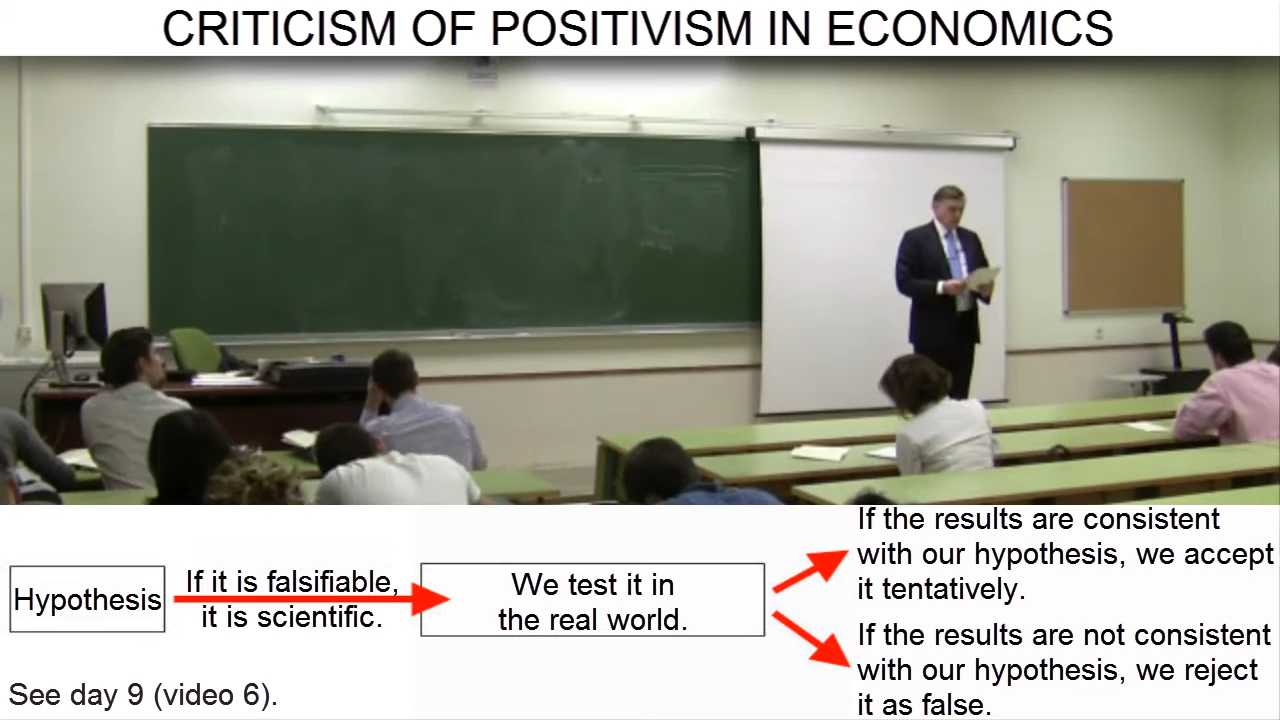 CRITICISM OF POSITIVISM IN ECONOMICS
Hypothesis
If it is falsifiable,
it is scientific.
We test it in
the real world.
If the results are consistent
with our hypothesis, we accept
it tentatively.
If the results are not consistent
with our hypothesis, we reject
it as false.
See day 9 (video 6).